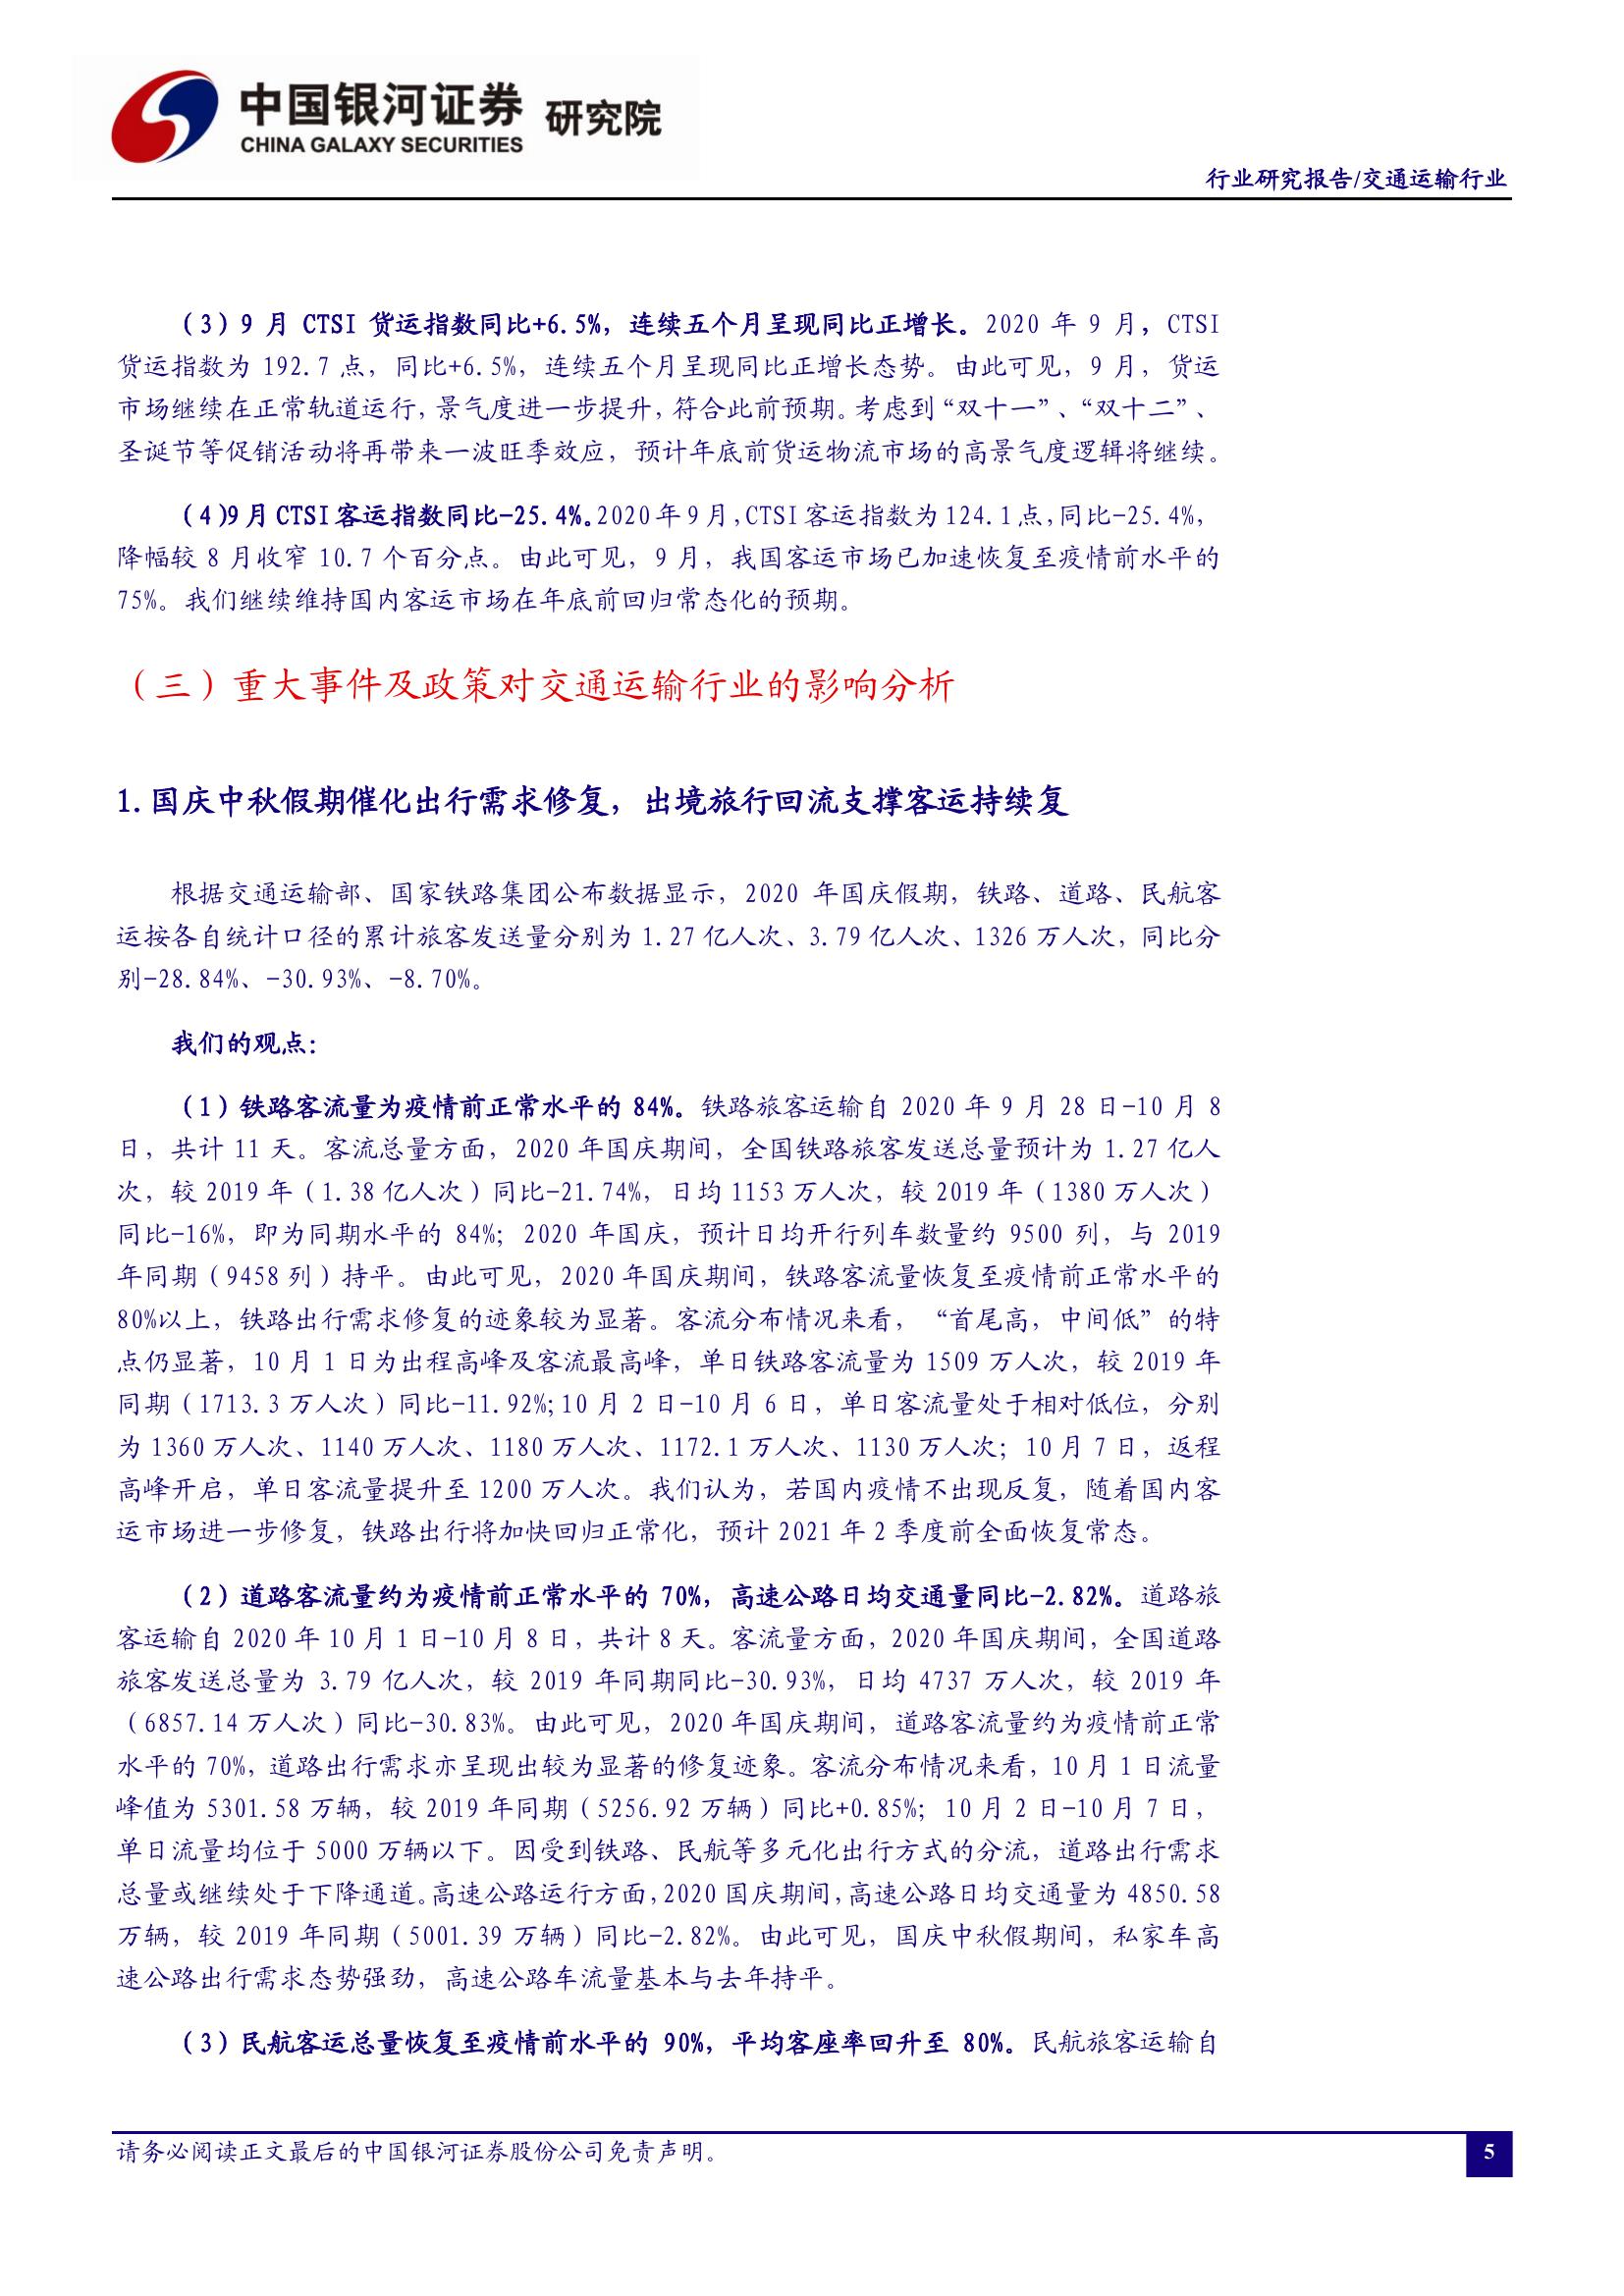 中国银河证券 研究院
CHINA GALAXY SECURITIES
行业研究报告/交通运输行业
（3）9 月 CTSI 货运指数同比+6.5%，连续五个月呈现同比正增长。2020 年 9 月，CTSI
货运指数为 192.7 点，同比+6.5%，连续五个月呈现同比正增长态势。由此可见，9 月，货运
市场继续在正常轨道运行，景气度进一步提升，符合此前预期。考虑到“双十一”、“双十二”、
圣诞节等促销活动将再带来一波旺季效应，预计年底前货运物流市场的高景气度逻辑将继续。
（4）9 月 CTSI 客运指数同比-25.4%。2020 年 9 月，CTSI 客运指数为 124.1 点，同比-25.4%，
降幅较 8 月收窄 10.7 个百分点。由此可见，9 月，我国客运市场已加速恢复至疫情前水平的
75%。我们继续维持国内客运市场在年底前回归常态化的预期。
（三）重大事件及政策对交通运输行业的影响分析
1.国庆中秋假期催化出行需求修复，出境旅行回流支撑客运持续复
根据交通运输部、国家铁路集团公布数据显示，2020 年国庆假期，铁路、道路、民航客
运按各自统计口径的累计旅客发送量分别为 1.27 亿人次、3.79 亿人次、1326 万人次，同比分
别-28.84%、-30.93%、-8.70%。
我们的观点：
（1）铁路客流量为疫情前正常水平的 84%。铁路旅客运输自 2020 年 9 月 28 日-10 月 8
日，共计 11 天。客流总量方面，2020 年国庆期间，全国铁路旅客发送总量预计为 1.27 亿人
次，较 2019 年（1.38 亿人次）同比-21.74%，日均 1153 万人次，较 2019 年（1380 万人次）
同比-16%，即为同期水平的 84%；2020 年国庆，预计日均开行列车数量约 9500 列，与 2019
年同期（9458 列）持平。由此可见，2020 年国庆期间，铁路客流量恢复至疫情前正常水平的
80%以上，铁路出行需求修复的迹象较为显著。客流分布情况来看，“首尾高，中间低”的特
点仍显著，10 月 1 日为出程高峰及客流最高峰，单日铁路客流量为 1509 万人次，较 2019 年
同期（1713.3 万人次）同比-11.92%；10 月 2 日-10 月 6 日，单日客流量处于相对低位，分别
为 1360 万人次、1140 万人次、1180 万人次、1172.1 万人次、1130 万人次；10 月 7 日，返程
高峰开启，单日客流量提升至 1200 万人次。我们认为，若国内疫情不出现反复，随着国内客
运市场进一步修复，铁路出行将加快回归正常化，预计 2021 年 2 季度前全面恢复常态。
（2）道路客流量约为疫情前正常水平的 70%，高速公路日均交通量同比-2.82%。道路旅
客运输自 2020 年 10 月 1 日-10 月 8 日，共计 8 天。客流量方面，2020 年国庆期间，全国道路
旅客发送总量为 3.79 亿人次，较 2019 年同期同比-30.93%，日均 4737 万人次，较 2019 年
（6857.14 万人次）同比-30.83%。由此可见，2020 年国庆期间，道路客流量约为疫情前正常
水平的 70%，道路出行需求亦呈现出较为显著的修复迹象。客流分布情况来看，10 月 1 日流量
峰值为 5301.58 万辆，较 2019 年同期（5256.92 万辆）同比+0.85%；10 月 2 日-10 月 7 日，
单日流量均位于 5000 万辆以下。因受到铁路、民航等多元化出行方式的分流，道路出行需求
总量或继续处于下降通道。高速公路运行方面，2020 国庆期间，高速公路日均交通量为 4850.58
万辆，较 2019 年同期（5001.39 万辆）同比-2.82%。由此可见，国庆中秋假期间，私家车高
速公路出行需求态势强劲，高速公路车流量基本与去年持平。
（3）民航客运总量恢复至疫情前水平的 90%，平均客座率回升至 80%。民航旅客运输自
请务必阅读正文最后的中国银河证券股份公司免责声明。
5